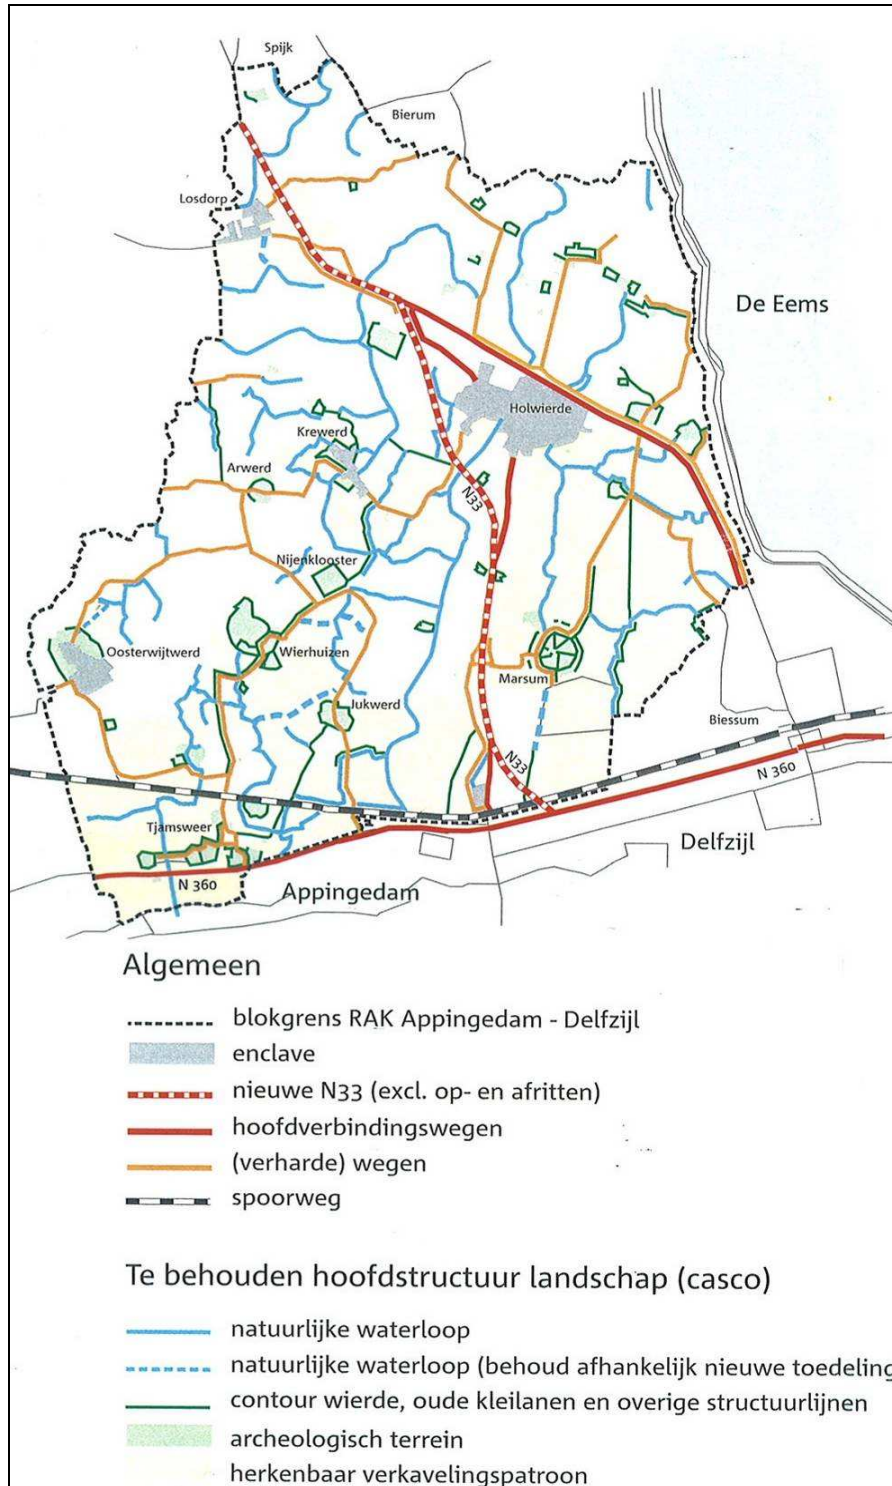 Spijk
Bierum
Losdorp
De Eems
Holwierde
Krewerd
Arwerd
N33
Nijenklooster
Oosterwijtwerd
Wierhuizen
Marsum
Jukwerd
Biessum
N33
N 360
Tjamsweer
Delfzijl
N 360
Appingedam
Algemeen
blokgrens RAK Appingedam - Delfzijl
enclave
nieuwe N33 (excl. op- en afritten)
hoofdverbindingswegen
(verharde) wegen
spoorweg
Te behouden hoofdstructuur landschap (casco)
natuurlijke waterloop
natuurlijke waterloop (behoud afhankelijk nieuwe toedeling
contour wierde, oude kleilanen en overige structuurlijnen
archeologisch terrein
herkenbaar verkavelingspatroon